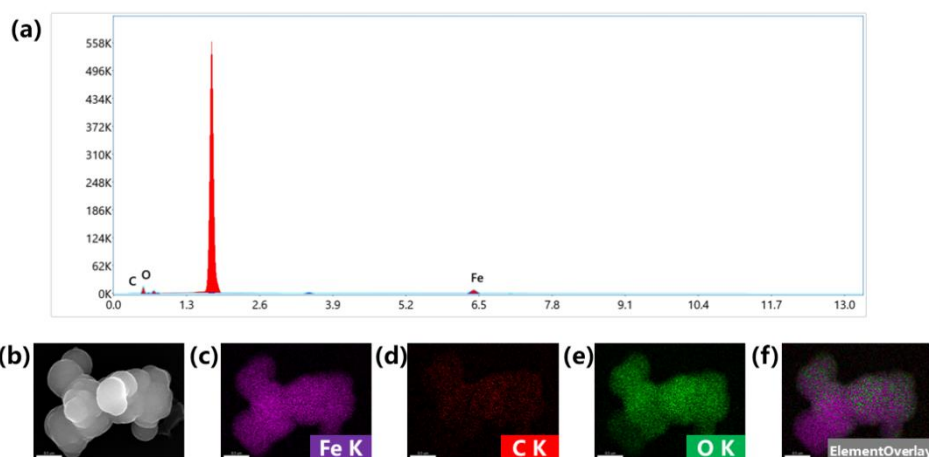 (a)
558K
496K
434K
372K
310K
248K
186K
124K
62K
0K
C O
Fe
0.0 1.3 2.6 3.9 5.2 6.5 7.8 9.1 10.4 11.7 13.0
(b) (c) (d) (e) (f)
Fe K C K O K ElementOverlay